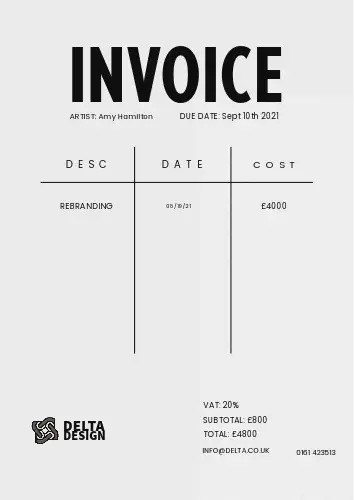 INVOICE
ARTIST: Amy Hamilton DUE DATE: Sept 10th 2021
DESC DATE COST
REBRANDING 05/19/21 £4000
VAT: 20%
SUBTOTAL: £800
TOTAL: £4800
DELTA
DESIGN
INFO@DELTA.CO.UK 0161 423513